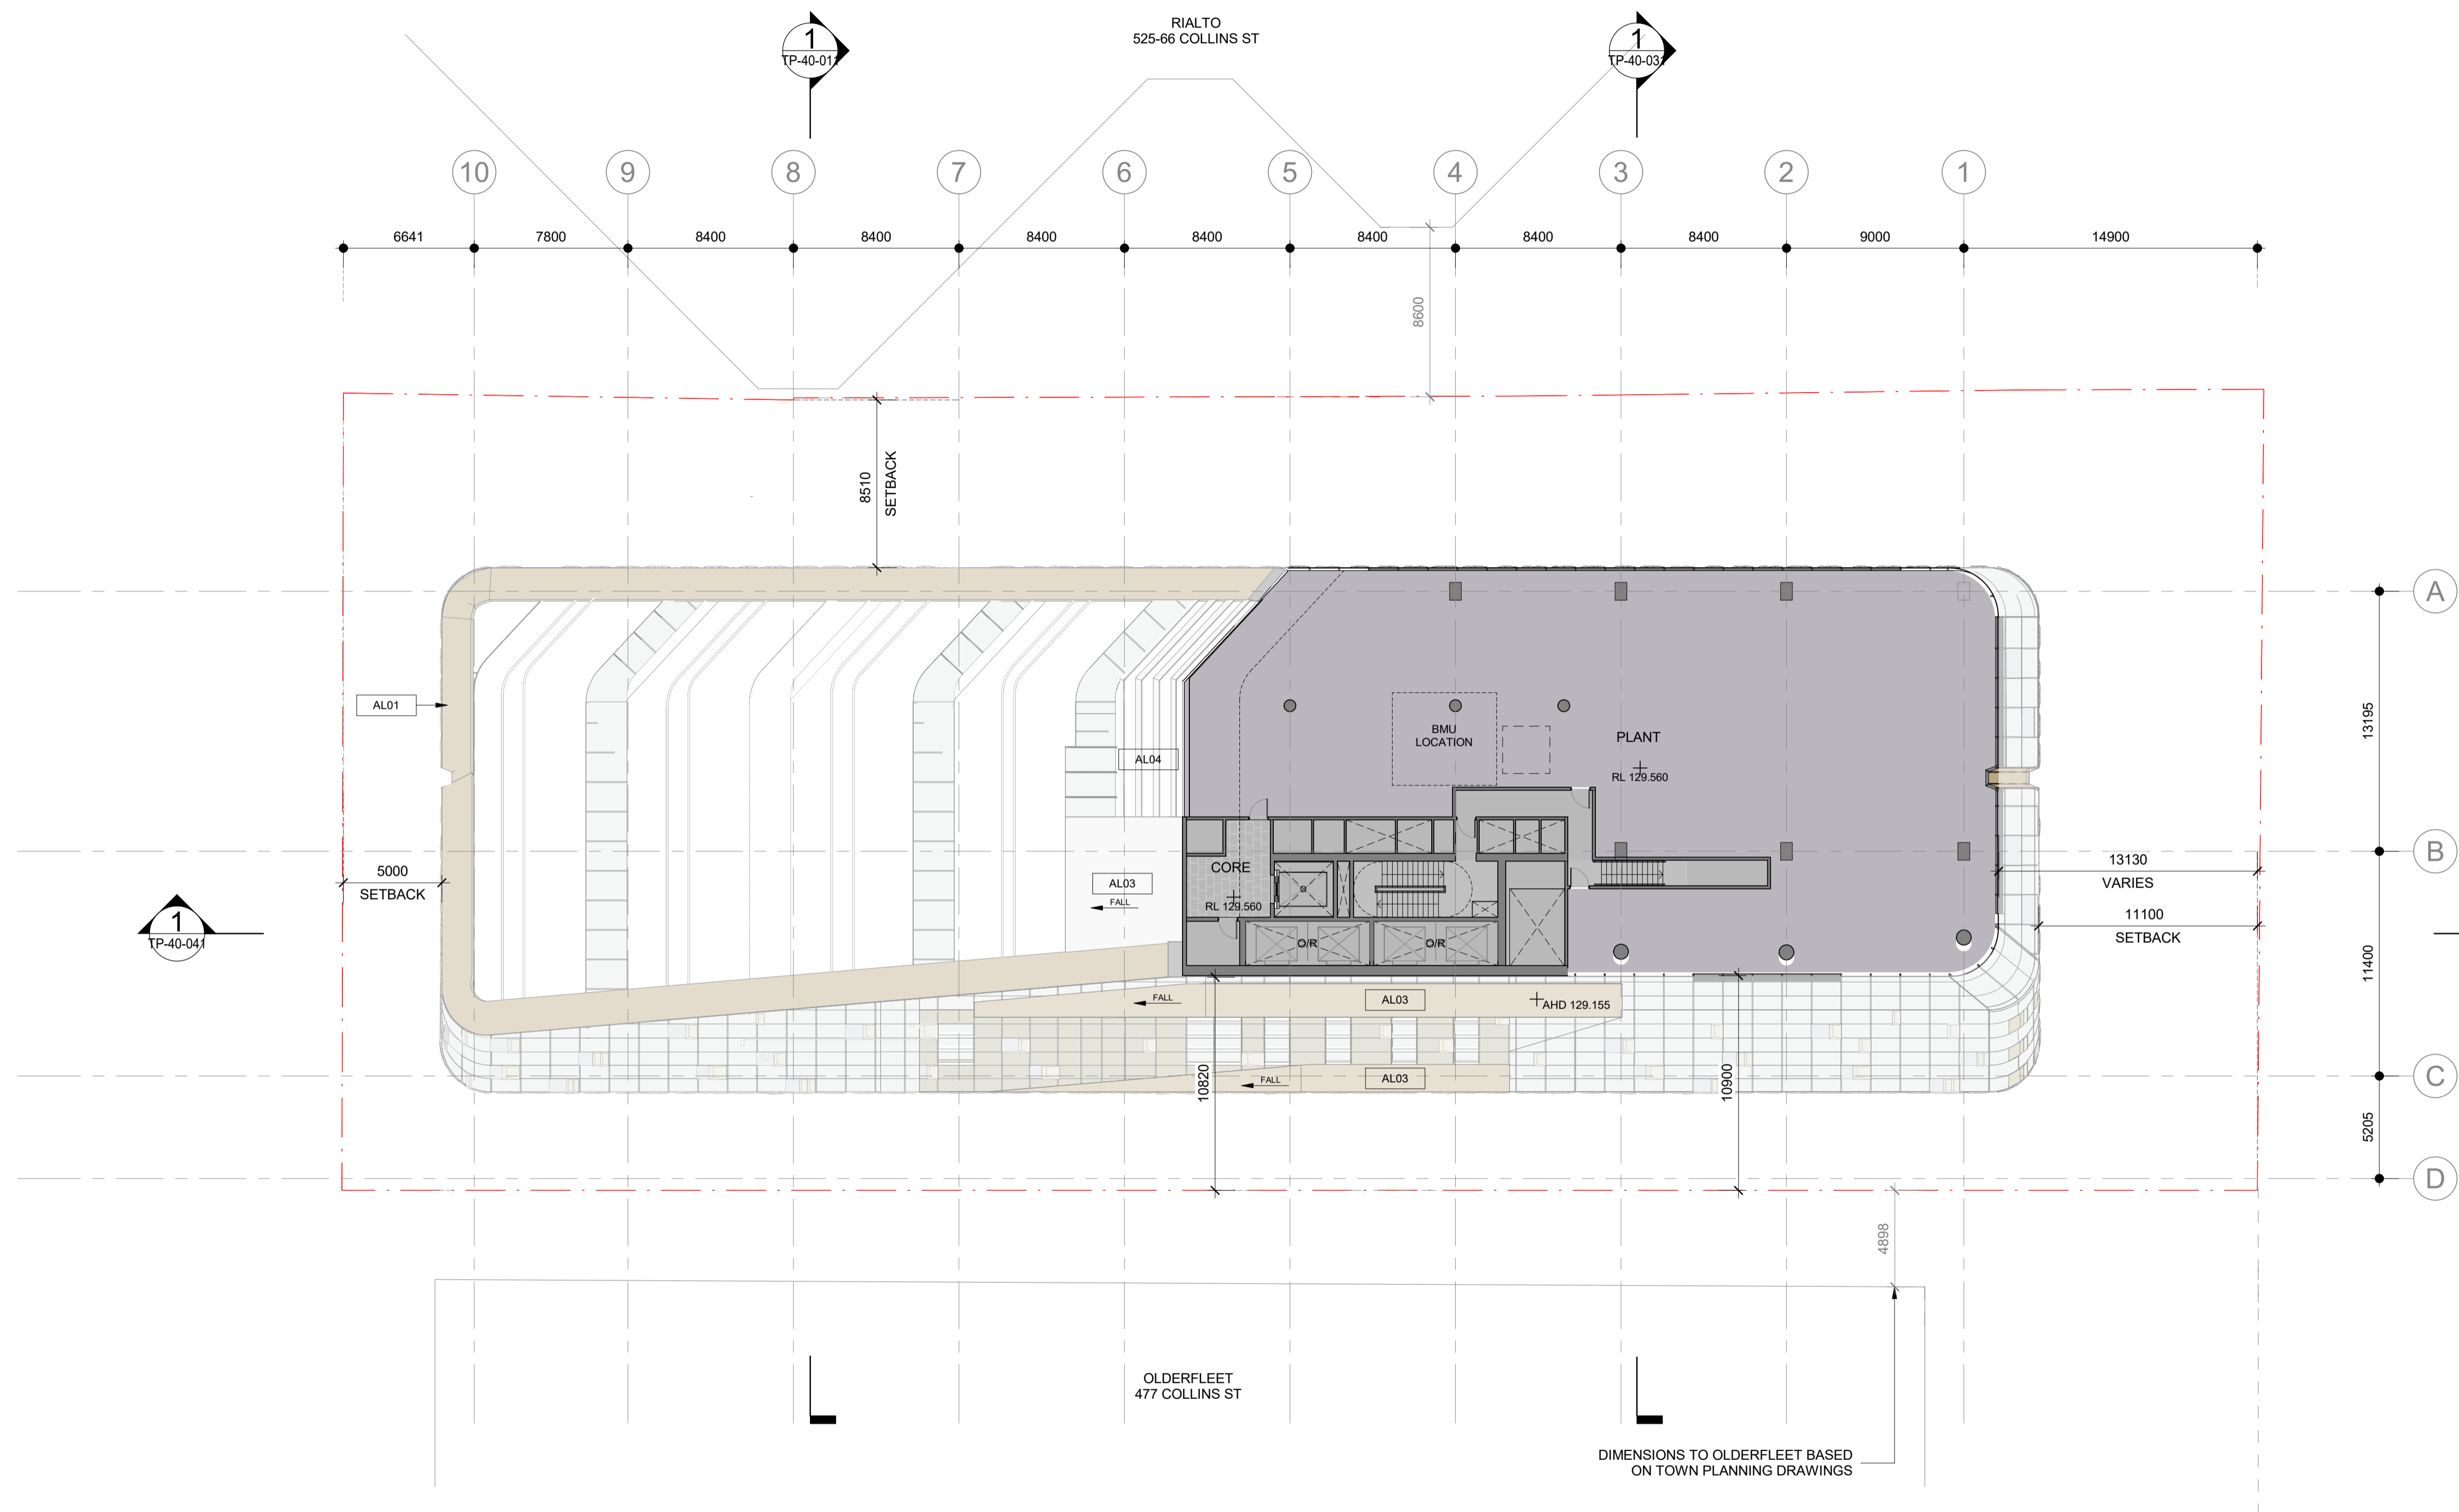 RIALTO
525-66 COLLINS ST
1
TP-40-011
1
TP-40-031
10
9
8
7
6
5
4
3
2
1
6641
7800
8400
8400
8400
8400
8400
8400
8400
9000
14900
8600
8510
SETBACK
A
13195
AL01
BMU
LOCATION
PLANT
RL 129.560
AL04
B
CORE
RL 129.560
AL03
FALL
5000
SETBACK
13130
VARIES
11100
SETBACK
1
TP-40-041
O/R
O/R
11400
FALL
AL03
AHD 129.155
FALL
AL03
C
10820
10900
5205
D
4898
OLDERFLEET
477 COLLINS ST
DIMENSIONS TO OLDERFLEET BASED
ON TOWN PLANNING DRAWINGS